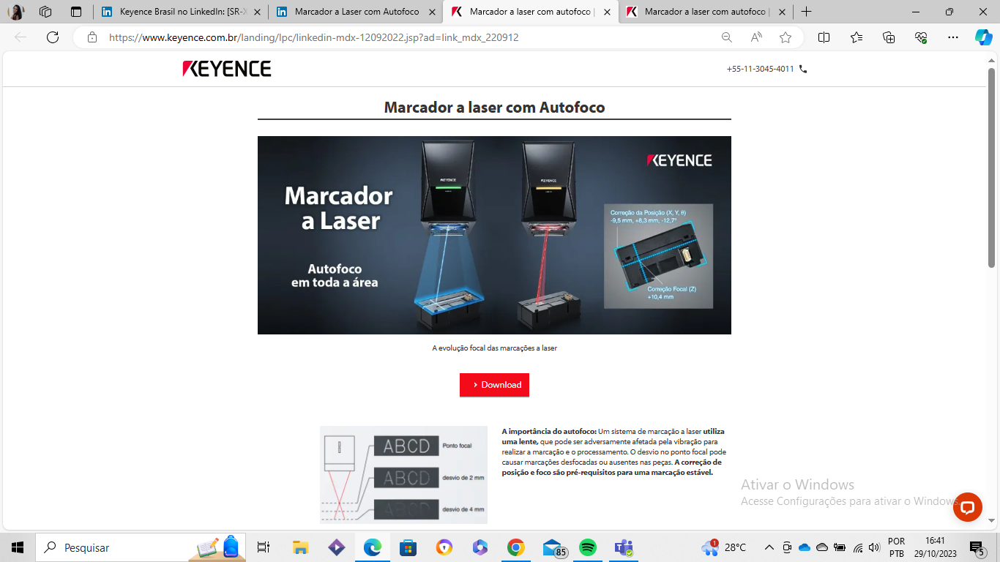 Keyence Brasil no LinkedIn: [SR-X
Marcador a Laser com Autofoco
Marcador a laser com autofoco |
Marcador a laser com autofoco |
https://www.keyence.com.br/landing/lpc/linkedin-mdx-12092022.jsp?ad=link_mdx_220912
KEYENCE
+55-11-3045-4011
Marcador a laser com Autofoco
KEYENCE
KEYENCE
KEYENCE
Marcador
a Laser
Autofoco
em toda a área
Correção da Posição (X, Y, θ)
-9,5 mm, +8,3 mm, -12,7°
Correção Focal (Z)
+10,4 mm
A evolução focal das marcações a laser
› Download
ABCD Ponto focal
ABCD desvio de 2 mm
ABCD desvio de 4 mm
A importância do autofoco: Um sistema de marcação a laser utiliza
uma lente, que pode ser adversamente afetada pela vibração para
realizar a marcação e o processamento. O desvio no ponto focal pode
causar marcações desfocadas ou ausentes nas peças. A correção de
posição e foco são pré-requisitos para uma marcação estável.
Ativar o Windows
Acesse Configurações para ativar o Windows.
Pesquisar
85
1
28°C
POR
PTB
16:41
29/10/2023
5